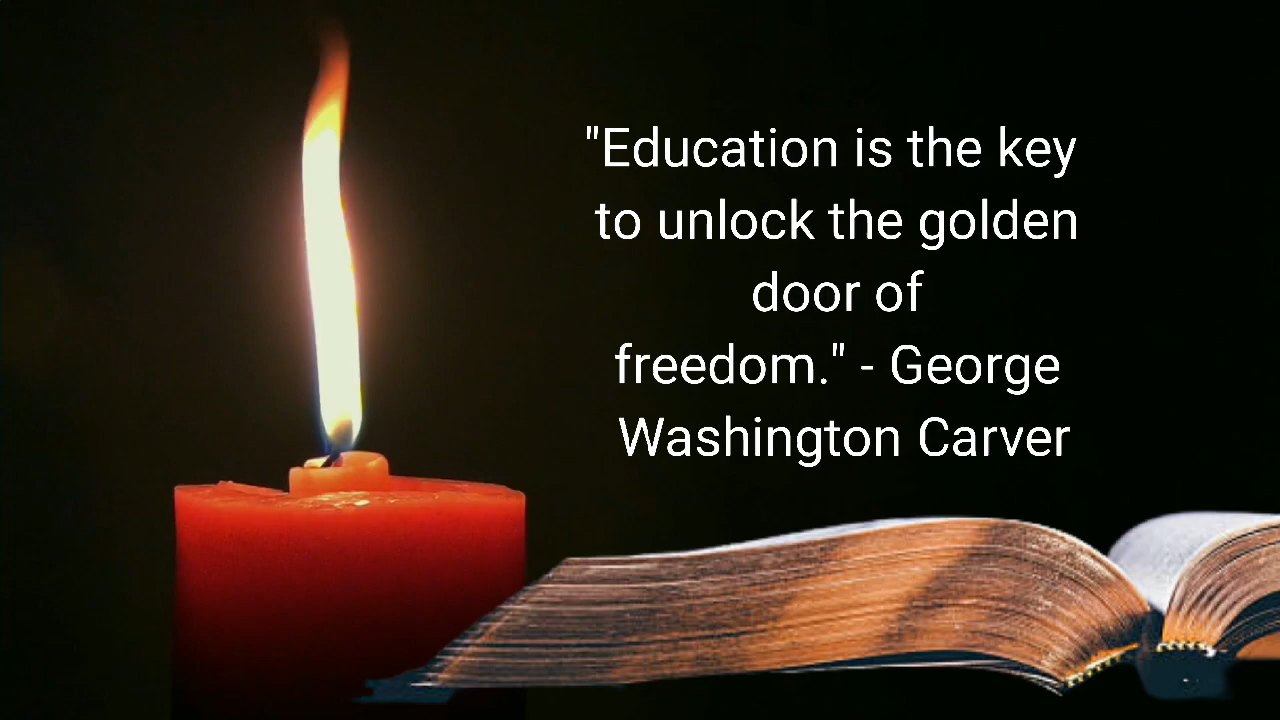 "Education is the key
to unlock the golden
door of
freedom." - George
Washington Carver